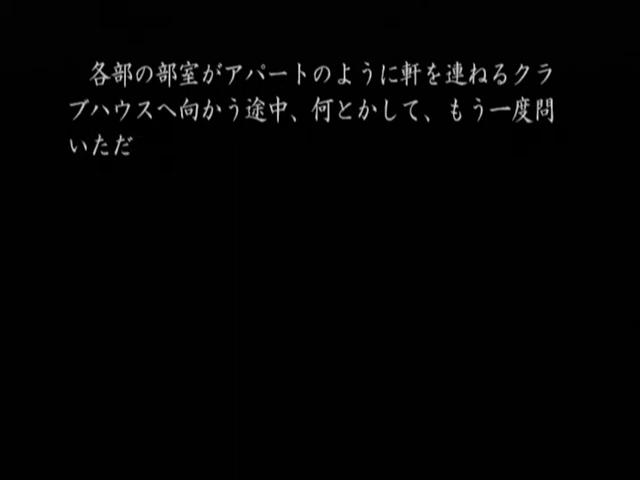 各部の部室がアパートのように軒を連ねるクラ
ブハウスへ向かう途中、何とかして、もう一度問
いただ